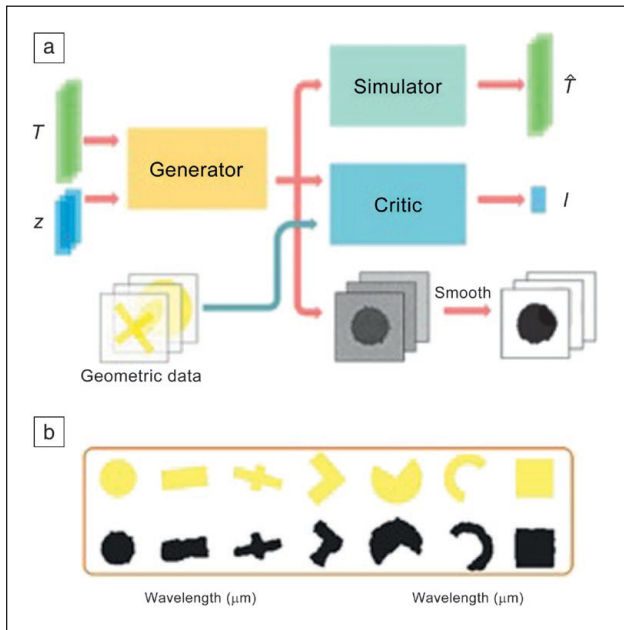 a
T
z
Generator
Simulator
T̂
Critic
l
Geometric data
Smooth
b
Wavelength (μm) Wavelength (μm)